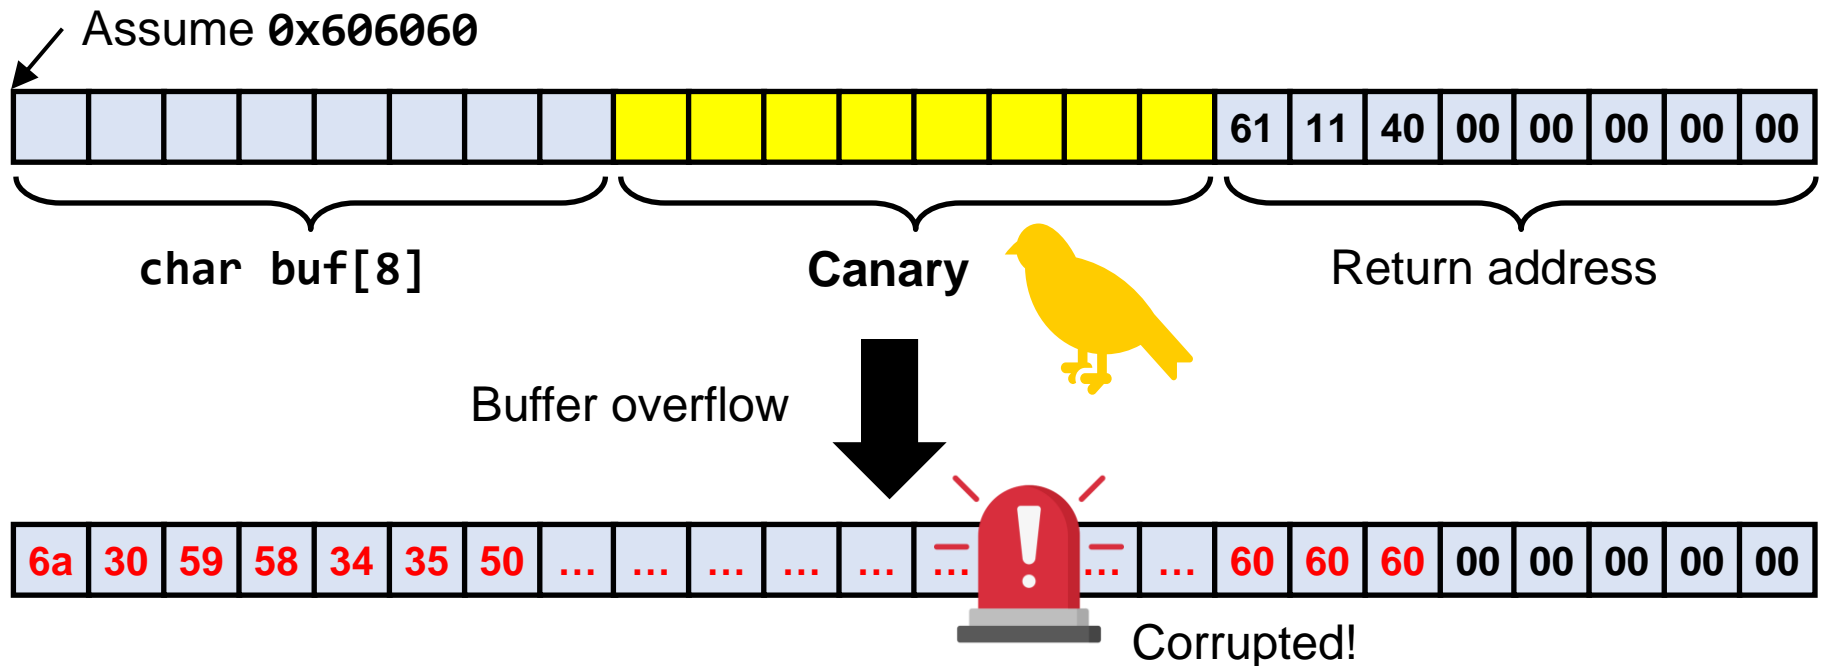 Assume 0x606060
61 11 40 00 00 00 00 00
char buf[8]
Canary
Return address
Buffer overflow
6a 30 59 58 34 35 50 ... ... ... ... ... ... ... ... 60 60 60 00 00 00 00 00
!
Corrupted!